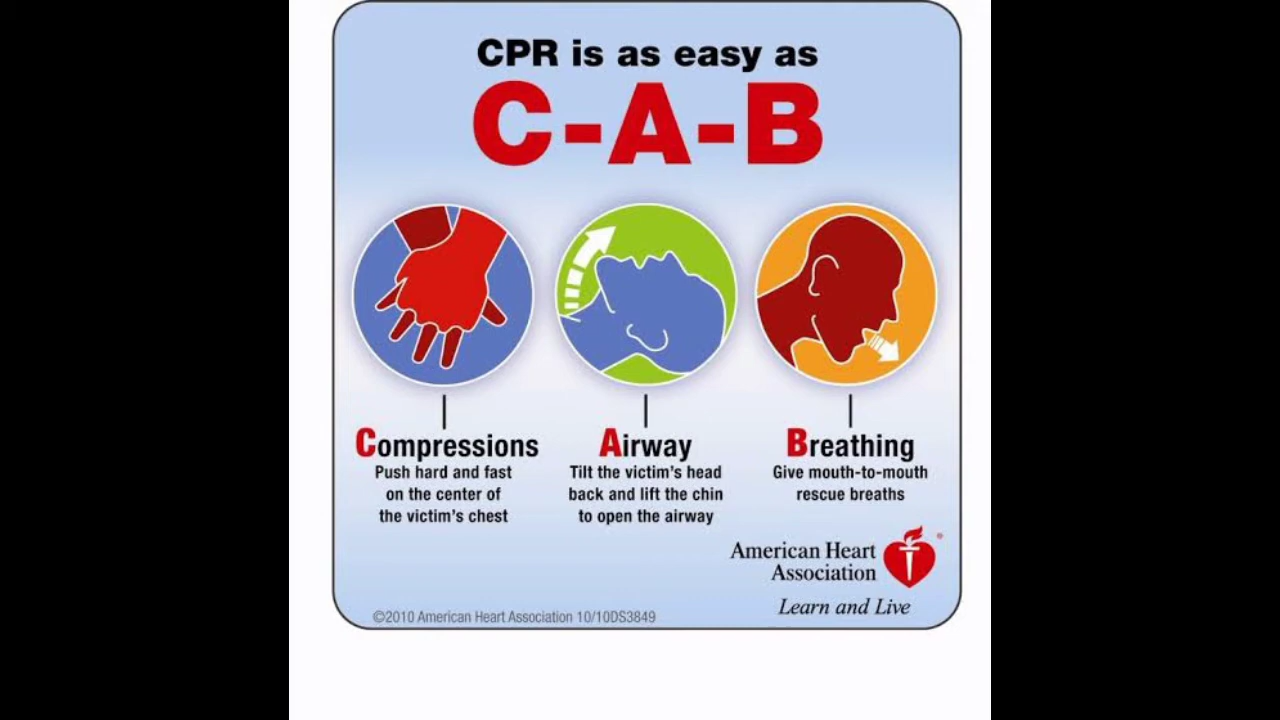 CPR is as easy as
C-A-B
Compressions
Push hard and fast
on the center of
the victim's chest
Airway
Tilt the victim's head
back and lift the chin
to open the airway
Breathing
Give mouth-to-mouth
rescue breaths
American Heart
Association
®
Learn and Live
©2010 American Heart Association 10/10DS3849